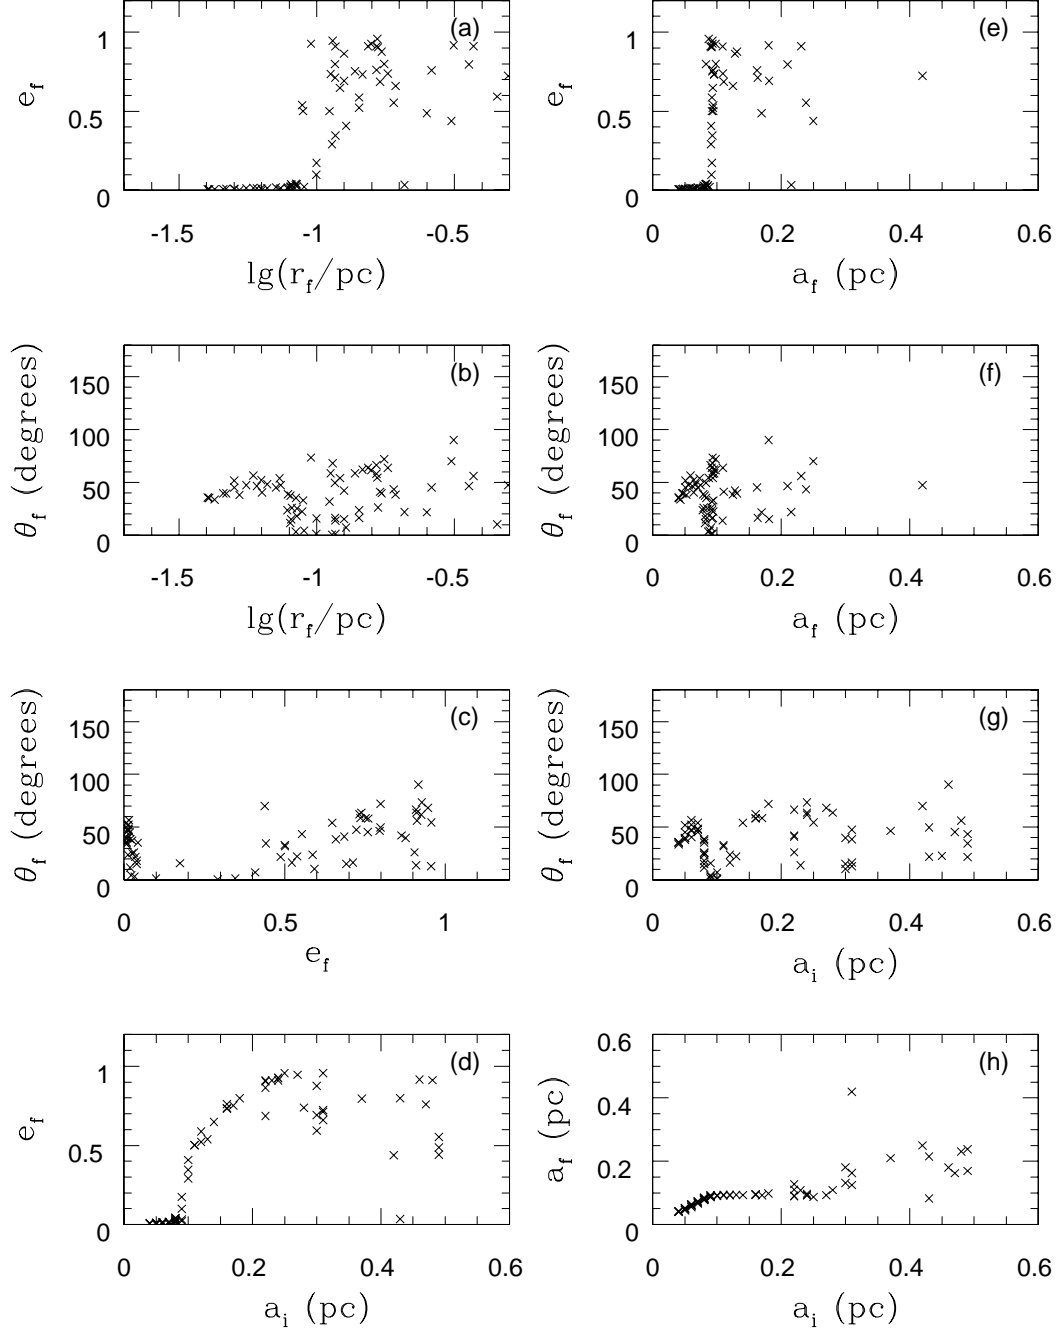 (a)
1
0.5
0
e_f
-1.5 -1 -0.5
lg(r_f/pc)
(e)
1
0.5
0
e_f
0 0.2 0.4 0.6
a_f (pc)
(b)
150
100
50
0
θ_f (degrees)
-1.5 -1 -0.5
lg(r_f/pc)
(f)
150
100
50
0
θ_f (degrees)
0 0.2 0.4 0.6
a_f (pc)
(c)
150
100
50
0
θ_f (degrees)
0 0.5 1
e_f
(g)
150
100
50
0
θ_f (degrees)
0 0.2 0.4 0.6
a_i (pc)
(d)
1
0.5
0
e_f
0 0.2 0.4 0.6
a_i (pc)
(h)
0.6
0.4
0.2
0
a_f (pc)
0 0.2 0.4 0.6
a_i (pc)